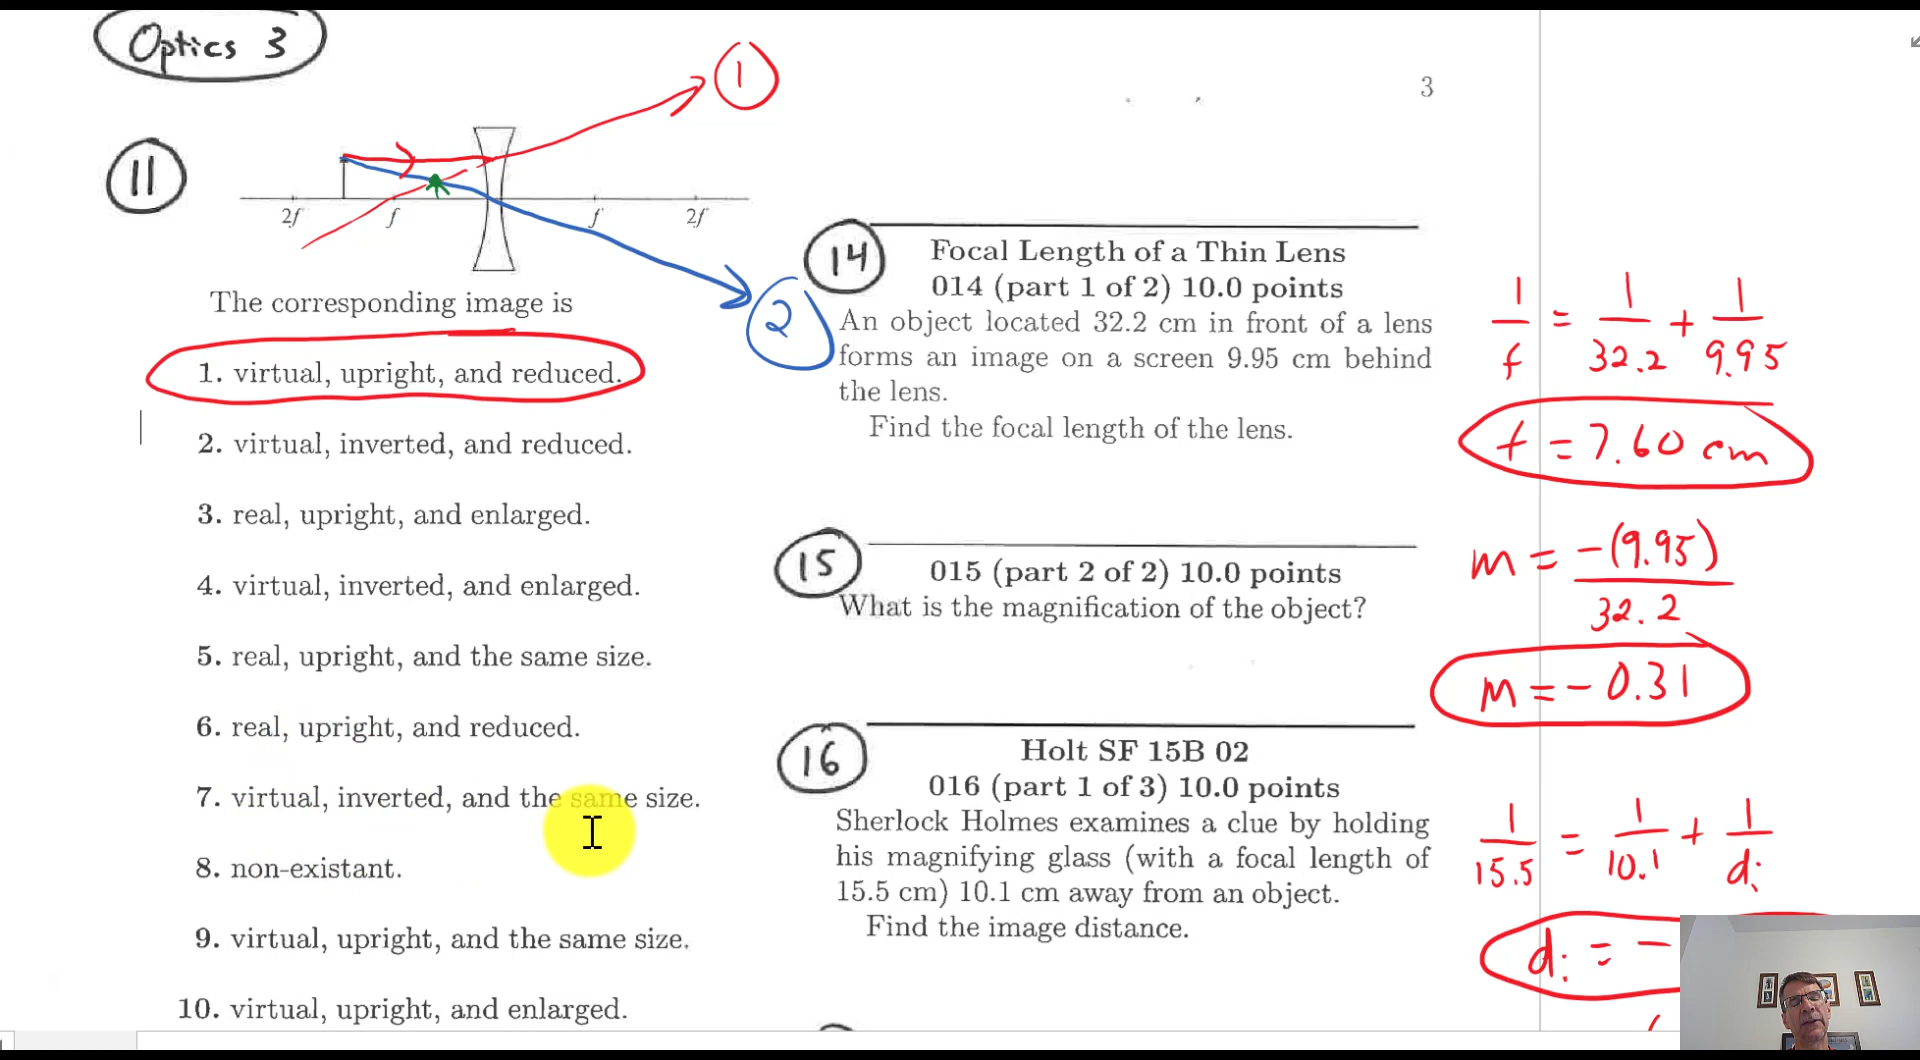 Optics 3
1
3
11
2f
f
f
2f
2
The corresponding image is
1. virtual, upright, and reduced.
2. virtual, inverted, and reduced.
3. real, upright, and enlarged.
4. virtual, inverted, and enlarged.
5. real, upright, and the same size.
6. real, upright, and reduced.
7. virtual, inverted, and the same size.
8. non-existant.
9. virtual, upright, and the same size.
10. virtual, upright, and enlarged.
14
Focal Length of a Thin Lens
014 (part 1 of 2) 10.0 points
An object located 32.2 cm in front of a lens
forms an image on a screen 9.95 cm behind
the lens.
Find the focal length of the lens.
1/f = 1/32.2 + 1/9.95
f = 7.60 cm
15
015 (part 2 of 2) 10.0 points
What is the magnification of the object?
m = -(9.95)/32.2
m = - 0.31
16
Holt SF 15B 02
016 (part 1 of 3) 10.0 points
Sherlock Holmes examines a clue by holding
his magnifying glass (with a focal length of
15.5 cm) 10.1 cm away from an object.
Find the image distance.
1/15.5 = 1/10.1 + 1/di
di = -